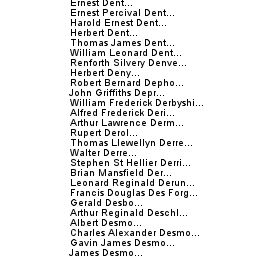 Ernest Dent...
Ernest Percival Dent...
Harold Ernest Dent...
Herbert Dent...
Thomas James Dent...
William Leonard Dent...
Renforth Silvery Denve...
Herbert Deny...
Robert Bernard Depho...
John Griffiths Depr...
William Frederick Derbyshi...
Alfred Frederick Deri...
Arthur Lawrence Derm...
Rupert Derol...
Thomas Llewellyn Derre...
Walter Derre...
Stephen St Hellier Derri...
Brian Mansfield Der...
Leonard Reginald Derun...
Francis Douglas Des Forg...
Gerald Desbo...
Arthur Reginald Deschl...
Albert Desmo...
Charles Alexander Desmo...
Gavin James Desmo...
James Desmo...